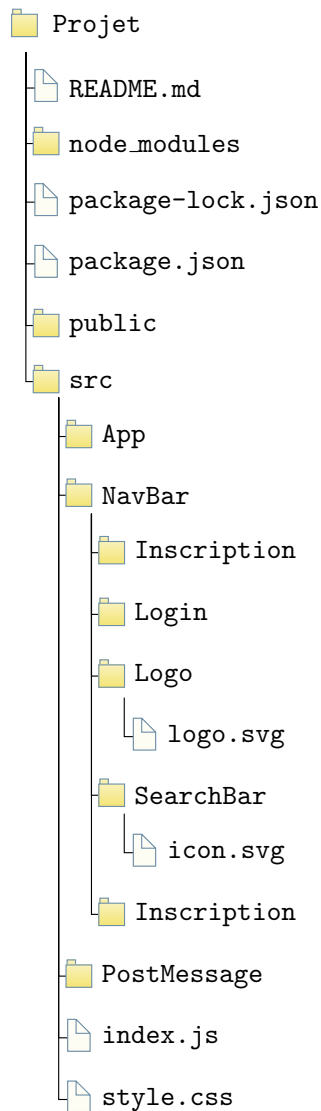 Projet
README.md
node_modules
package-lock.json
package.json
public
src
App
NavBar
Inscription
Login
Logo
logo.svg
SearchBar
icon.svg
Inscription
PostMessage
index.js
style.css